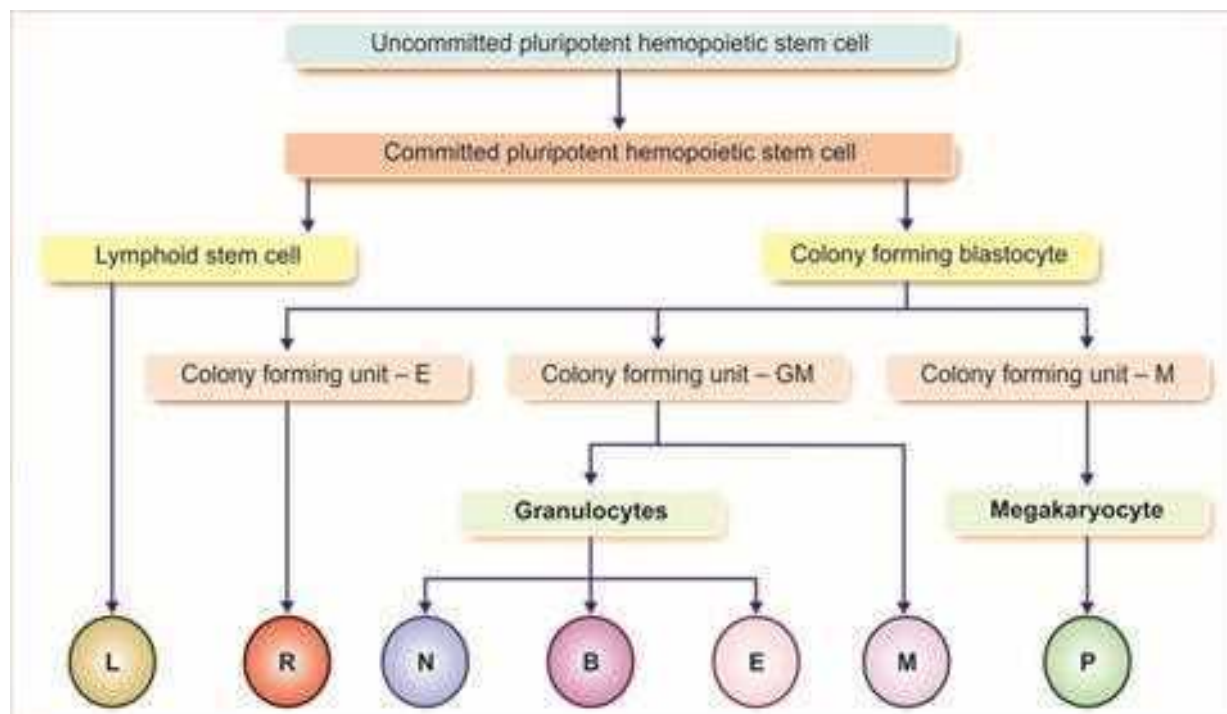 Uncommitted pluripotent hemopoietic stem cell
Committed pluripotent hemopoietic stem cell
Lymphoid stem cell
Colony forming blastocyte
Colony forming unit – E
Colony forming unit – GM
Colony forming unit – M
Granulocytes
Megakaryocyte
L
R
N
B
E
M
P